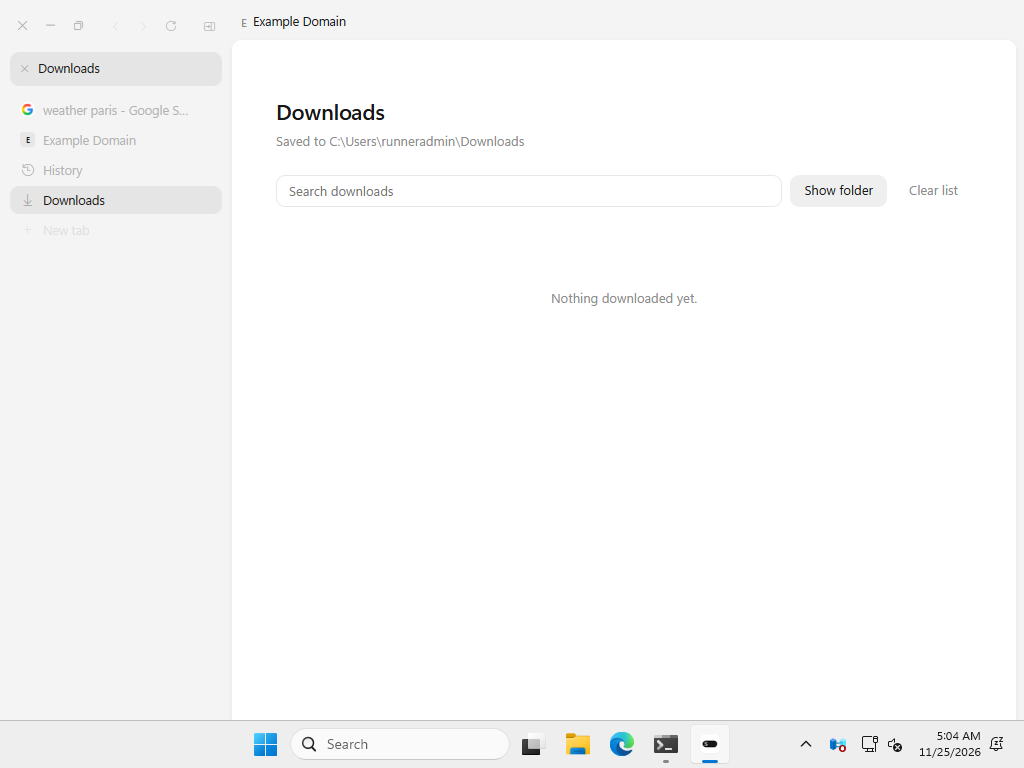 E Example Domain
Downloads
weather paris - Google S...
E Example Domain
History
Downloads
New tab
Downloads
Saved to C:\Users\runneradmin\Downloads
Search downloads
Show folder
Clear list
Nothing downloaded yet.
Search
5:04 AM
11/25/2026